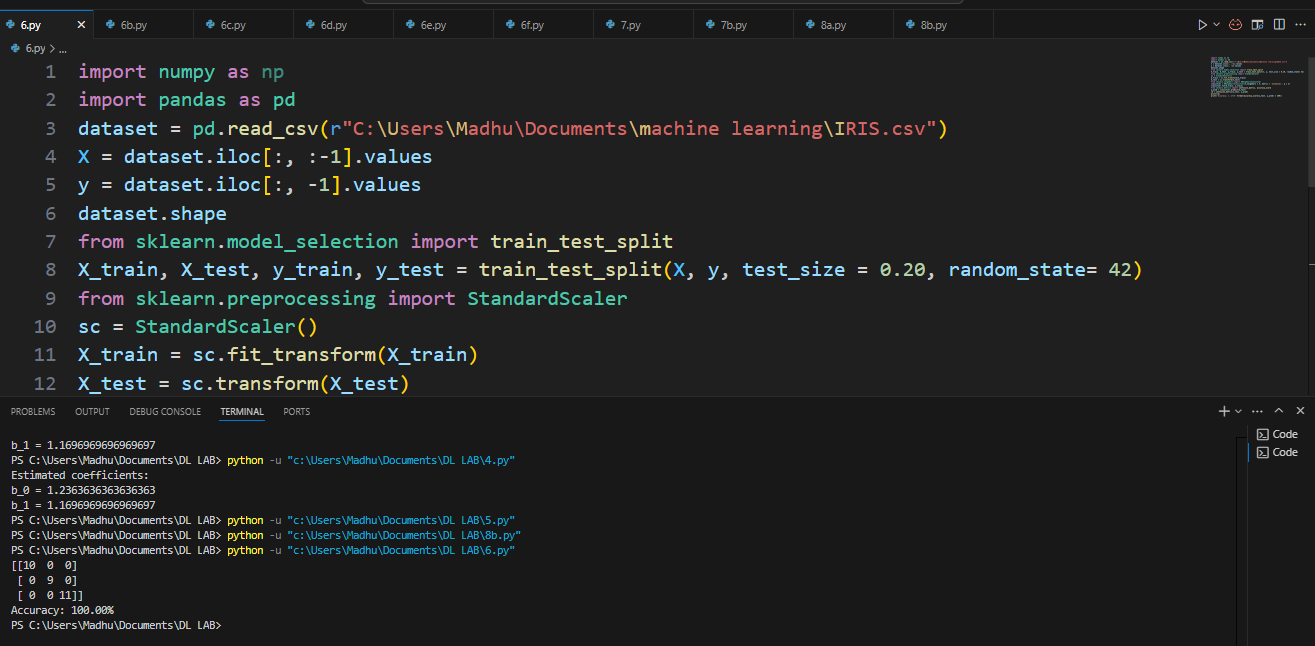 6.py 6b.py 6c.py 6d.py 6e.py 6f.py 7.py 7b.py 8a.py 8b.py
6.py > ...
1 import numpy as np
2 import pandas as pd
3 dataset = pd.read_csv(r"C:\Users\Madhu\Documents\machine learning\IRIS.csv")
4 X = dataset.iloc[:, :-1].values
5 y = dataset.iloc[:, -1].values
6 dataset.shape
7 from sklearn.model_selection import train_test_split
8 X_train, X_test, y_train, y_test = train_test_split(X, y, test_size = 0.20, random_state= 42)
9 from sklearn.preprocessing import StandardScaler
10 sc = StandardScaler()
11 X_train = sc.fit_transform(X_train)
12 X_test = sc.transform(X_test)
PROBLEMS OUTPUT DEBUG CONSOLE TERMINAL PORTS
b_1 = 1.1696969696969697
PS C:\Users\Madhu\Documents\DL LAB> python -u "c:\Users\Madhu\Documents\DL LAB\4.py"
Estimated coefficients:
b_0 = 1.2363636363636363
b_1 = 1.1696969696969697
PS C:\Users\Madhu\Documents\DL LAB> python -u "c:\Users\Madhu\Documents\DL LAB\5.py"
PS C:\Users\Madhu\Documents\DL LAB> python -u "c:\Users\Madhu\Documents\DL LAB\8b.py"
PS C:\Users\Madhu\Documents\DL LAB> python -u "c:\Users\Madhu\Documents\DL LAB\6.py"
[[10  0  0]
 [ 0  9  0]
 [ 0  0 11]]
Accuracy: 100.00%
PS C:\Users\Madhu\Documents\DL LAB>
Code
Code